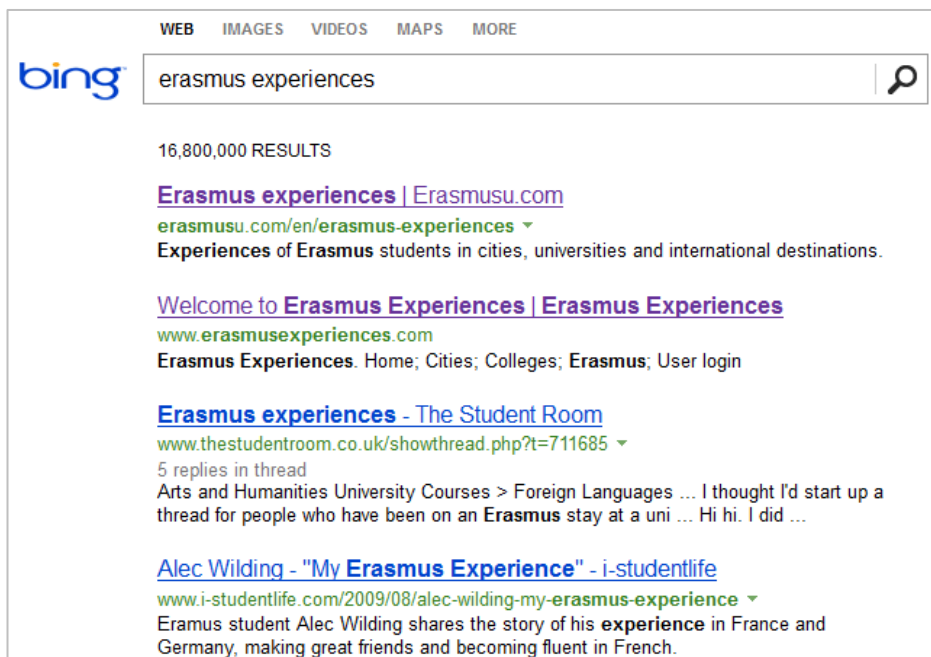 WEB IMAGES VIDEOS MAPS MORE
bing
erasmus experiences
16,800,000 RESULTS
Erasmus experiences | Erasmusu.com
erasmusu.com/en/erasmus-experiences
Experiences of Erasmus students in cities, universities and international destinations.
Welcome to Erasmus Experiences | Erasmus Experiences
www.erasmusexperiences.com
Erasmus Experiences. Home; Cities; Colleges; Erasmus; User login
Erasmus experiences - The Student Room
www.thestudentroom.co.uk/showthread.php?t=711685
5 replies in thread
Arts and Humanities University Courses > Foreign Languages ... I thought I'd start up a
thread for people who have been on an Erasmus stay at a uni ... Hi hi. I did ...
Alec Wilding - "My Erasmus Experience" - i-studentlife
www.i-studentlife.com/2009/08/alec-wilding-my-erasmus-experience
Eramus student Alec Wilding shares the story of his experience in France and
Germany, making great friends and becoming fluent in French.